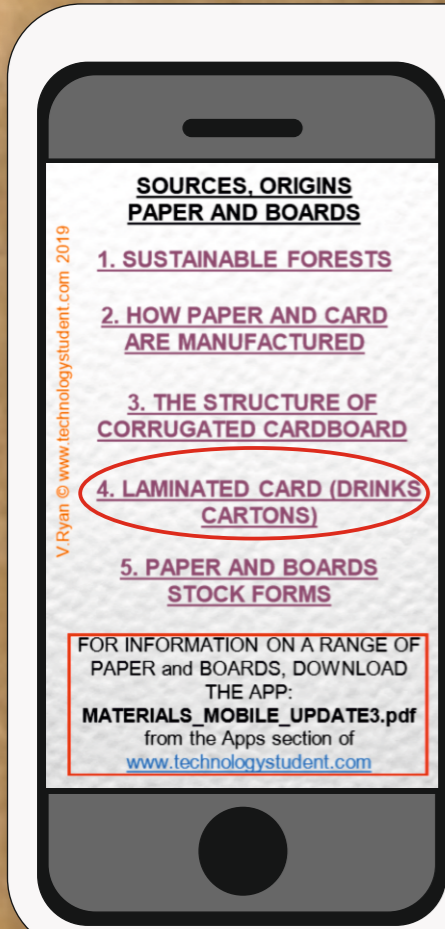 SOURCES, ORIGINS
PAPER AND BOARDS
1. SUSTAINABLE FORESTS
2. HOW PAPER AND CARD
ARE MANUFACTURED
3. THE STRUCTURE OF
CORRUGATED CARDBOARD
4. LAMINATED CARD (DRINKS
CARTONS)
5. PAPER AND BOARDS
STOCK FORMS
FOR INFORMATION ON A RANGE OF
PAPER and BOARDS, DOWNLOAD
THE APP:
MATERIALS_MOBILE_UPDATE3.pdf
from the Apps section of
www.technologystudent.com
V.Ryan © www.technologystudent.com 2019